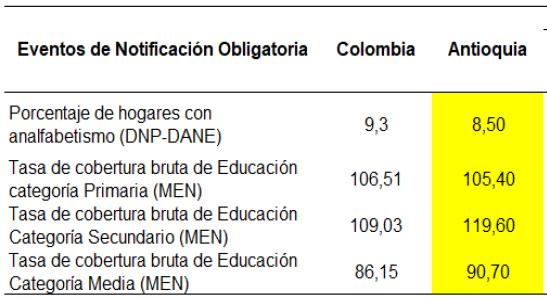 Eventos de Notificación Obligatoria Colombia Antioquia
Porcentaje de hogares con
analfabetismo (DNP-DANE) 9,3 8,50
Tasa de cobertura bruta de Educación
categoría Primaria (MEN) 106,51 105,40
Tasa de cobertura bruta de Educación
Categoría Secundario (MEN) 109,03 119,60
Tasa de cobertura bruta de Educación
Categoría Media (MEN) 86,15 90,70